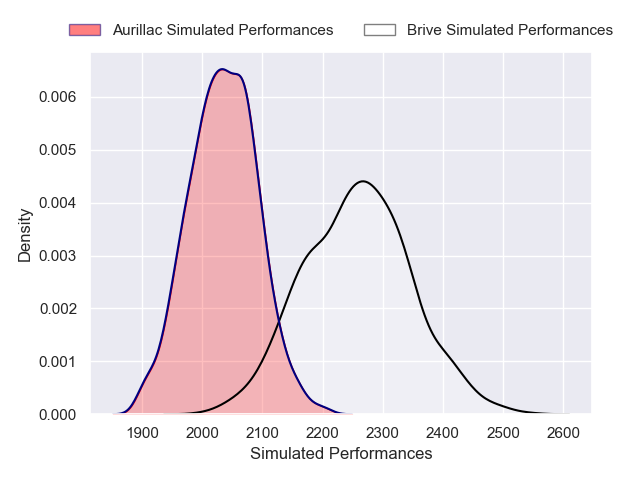 Aurillac Simulated Performances
Brive Simulated Performances
Density
0.006
0.005
0.004
0.003
0.002
0.001
0.000
1900 2000 2100 2200 2300 2400 2500 2600
Simulated Performances